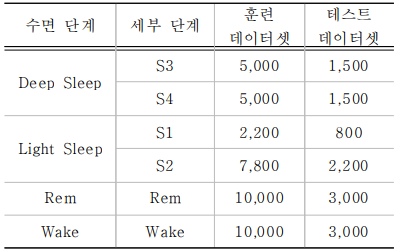 수면 단계 세부 단계 훈련 데이터셋 테스트 데이터셋
Deep Sleep S3 5,000 1,500
S4 5,000 1,500
Light Sleep S1 2,200 800
S2 7,800 2,200
Rem Rem 10,000 3,000
Wake Wake 10,000 3,000